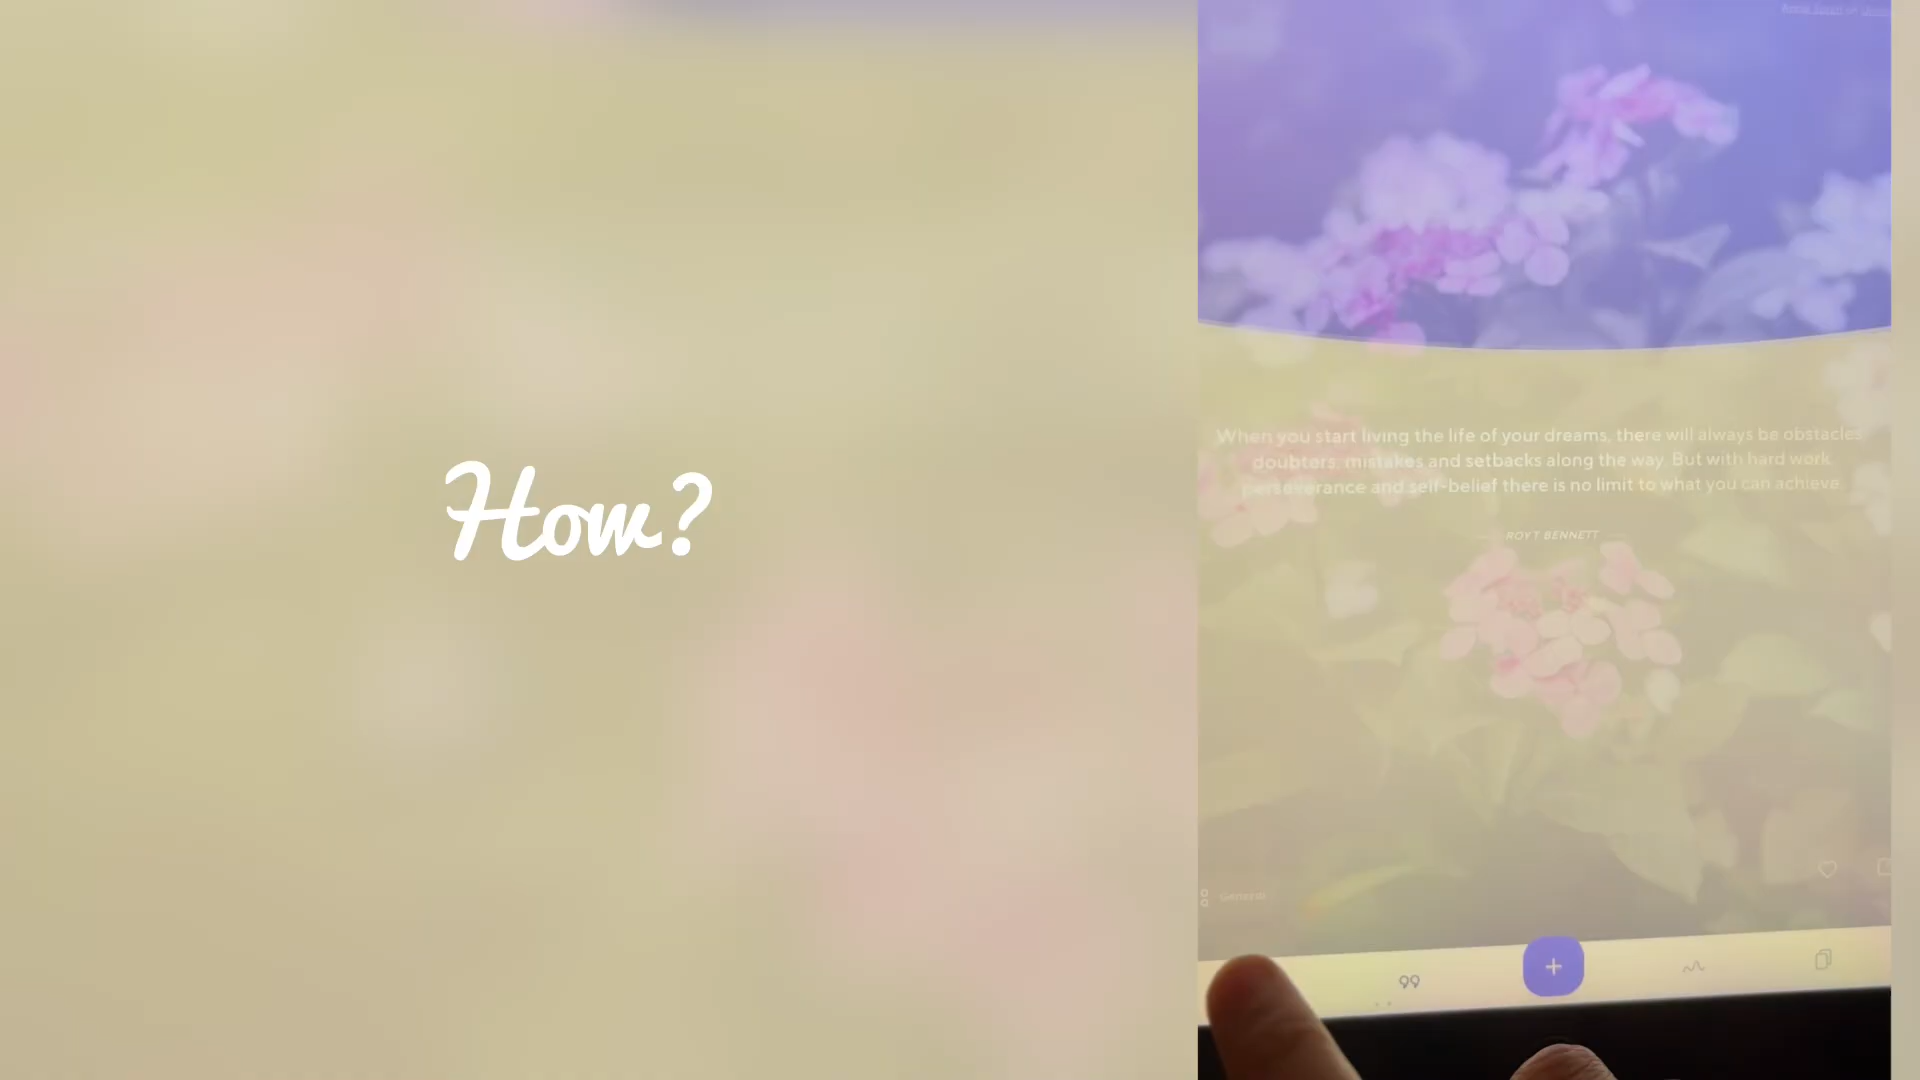 How?
When you start living the life of your dreams, there will always be obstacles
doubters, mistakes and setbacks along the way. But with hard work
perseverance and self-belief there is no limit to what you can achieve.
ROY T BENNETT
General